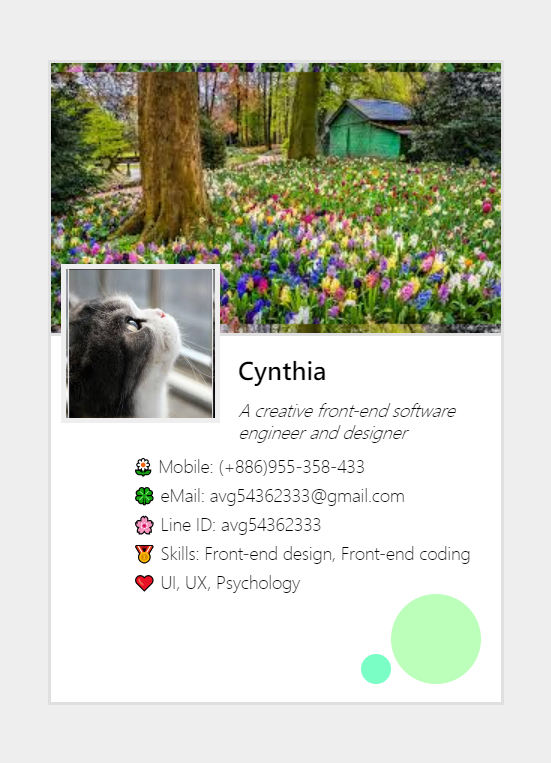 Cynthia
A creative front-end software
engineer and designer
Mobile: (+886)955-358-433
eMail: avg54362333@gmail.com
Line ID: avg54362333
Skills: Front-end design, Front-end coding
UI, UX, Psychology